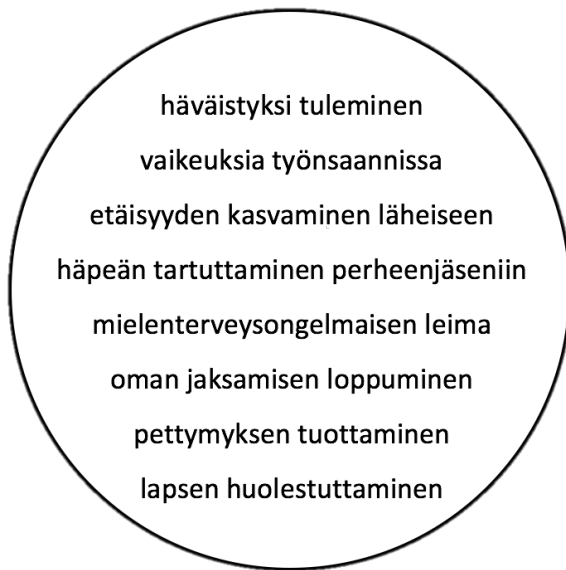 häväistyksi tuleminen
vaikeuksia työnsaannissa
etäisyyden kasvaminen läheiseen
häpeän tartuttaminen perheenjäseniin
mielenterveysongelmaisen leima
oman jaksamisen loppuminen
pettymyksen tuottaminen
lapsen huolestuttaminen